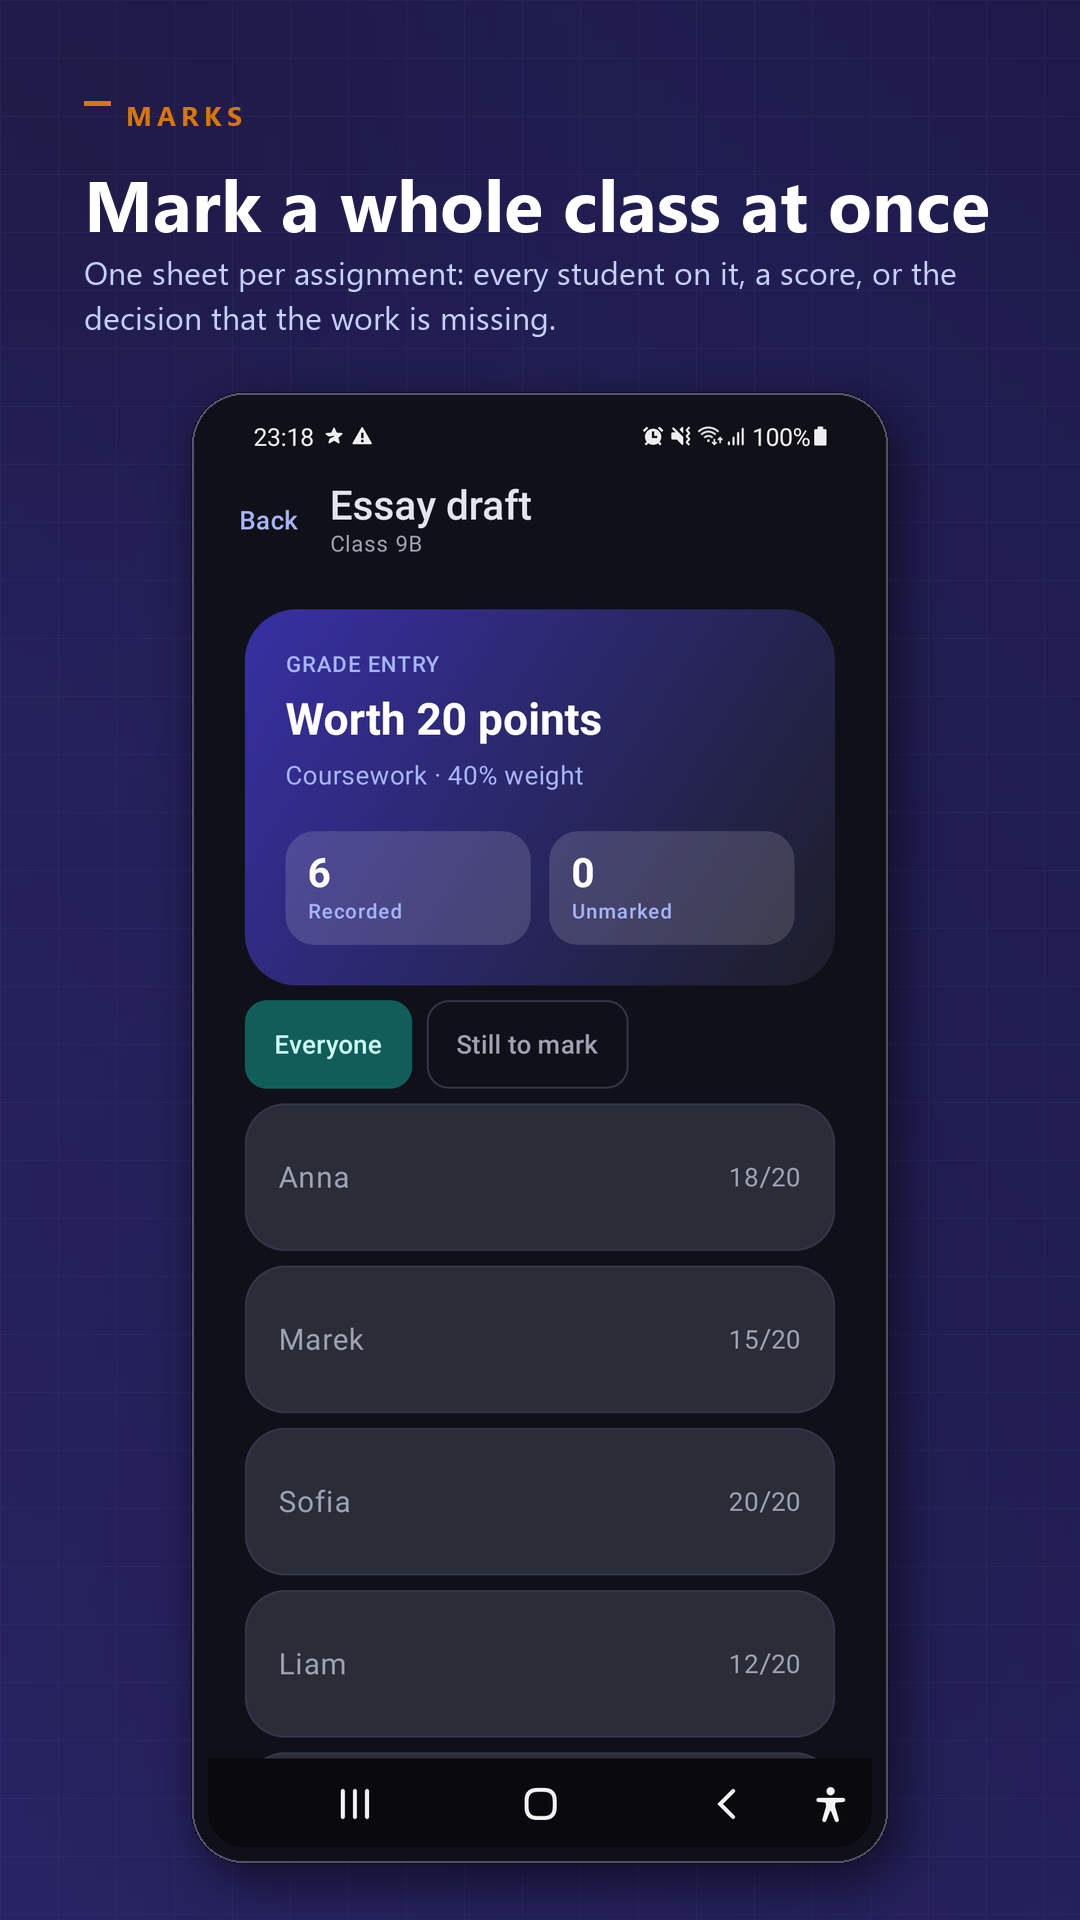 MARKS
Mark a whole class at once
One sheet per assignment: every student on it, a score, or the
decision that the work is missing.
23:18 100%
Back
Essay draft
Class 9B
GRADE ENTRY
Worth 20 points
Coursework · 40% weight
6
Recorded
0
Unmarked
Everyone
Still to mark
Anna 18/20
Marek 15/20
Sofia 20/20
Liam 12/20